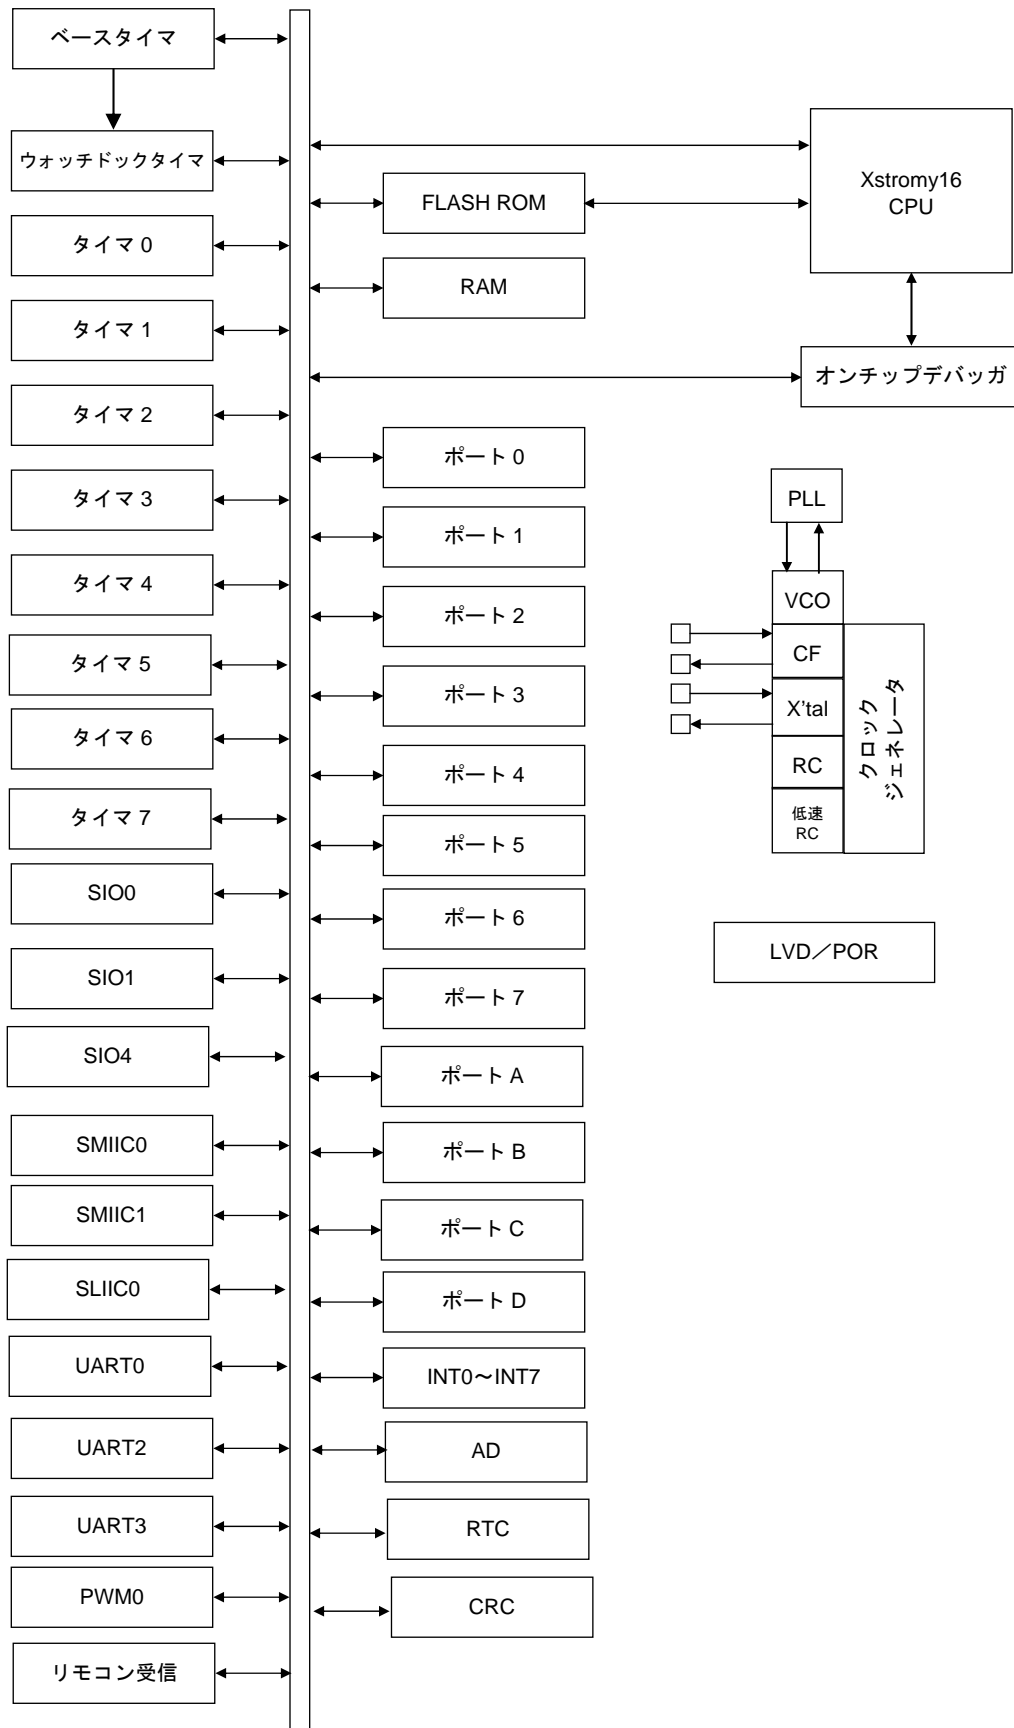 ベースタイマ
ウォッチドックタイマ
タイマ 0
タイマ 1
タイマ 2
タイマ 3
タイマ 4
タイマ 5
タイマ 6
タイマ 7
SIO0
SIO1
SIO4
SMIIC0
SMIIC1
SLIIC0
UART0
UART2
UART3
PWM0
リモコン受信
FLASH ROM
RAM
ポート 0
ポート 1
ポート 2
ポート 3
ポート 4
ポート 5
ポート 6
ポート 7
ポート A
ポート B
ポート C
ポート D
INT0～INT7
AD
RTC
CRC
Xstromy16
CPU
オンチップデバッガ
PLL
VCO
CF
X'tal
RC
低速
RC
クロック
ジェネレータ
LVD／POR